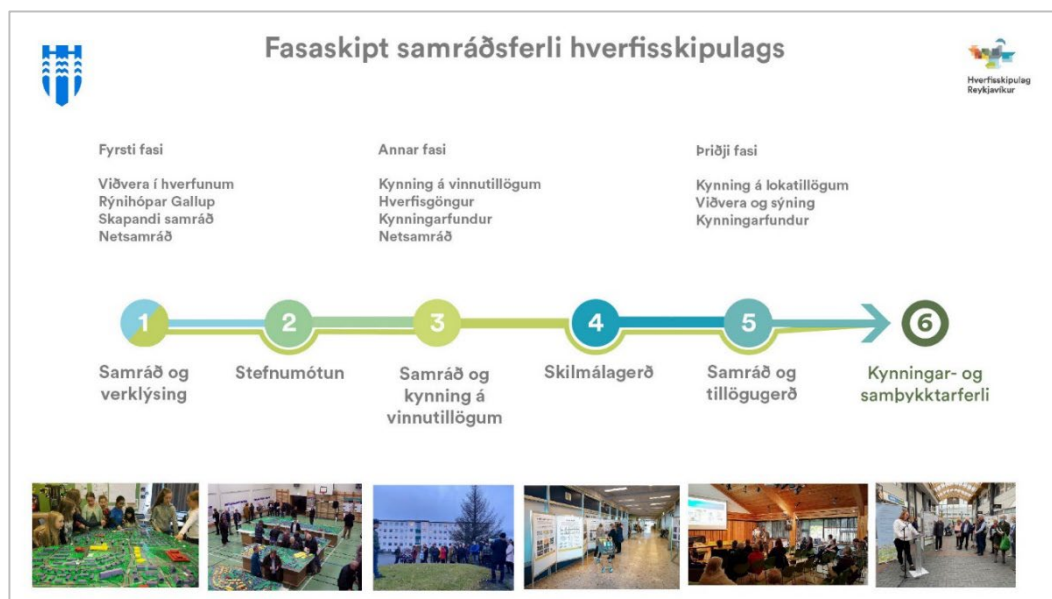 Fasaskipt samráðsferli hverfisskipulags
Hverfisskipulag
Reykjavíkur
Fyrsti fasi
Viðvera í hverfunum
Rýnihópar Gallup
Skapandi samráð
Netsamráð
Annar fasi
Kynning á vinnutillögum
Hverfisgöngur
Kynningarfundur
Netsamráð
Þriðji fasi
Kynning á lokatillögum
Viðvera og sýning
Kynningarfundur
1
Samráð og
verklýsing
2
Stefnumótun
3
Samráð og
kynning á
vinnutillögum
4
Skilmálagerð
5
Samráð og
tillögugerð
6
Kynningar- og
samþykktarferli